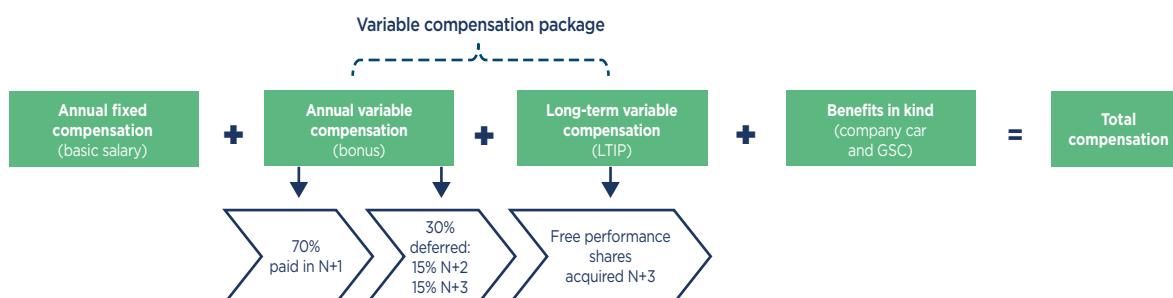 Variable compensation package
Annual fixed
compensation
(basic salary)
+
Annual variable
compensation
(bonus)
+
Long-term variable
compensation
(LTIP)
+
Benefits in kind
(company car
and GSC)
=
Total
compensation
70%
paid in N+1
30%
deferred:
15% N+2
15% N+3
Free performance
shares
acquired N+3